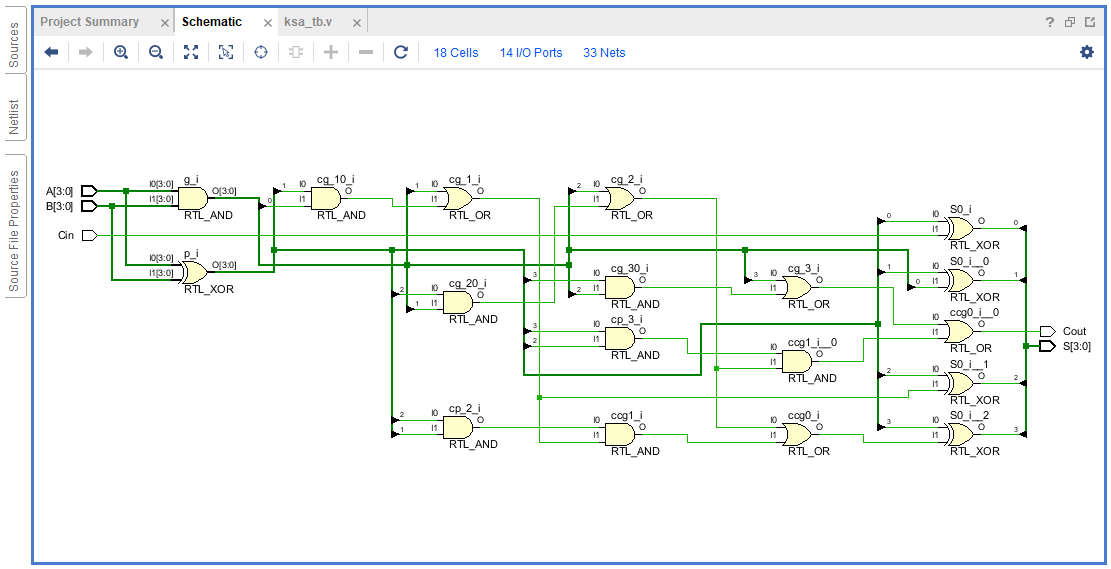 Project Summary
Schematic
ksa_tb.v
18 Cells
14 I/O Ports
33 Nets
Sources
Netlist
Source File Properties
A[3:0]
B[3:0]
Cin
g_i
I0[3:0]
I1[3:0]
O[3:0]
RTL_AND
p_i
I0[3:0]
I1[3:0]
O[3:0]
RTL_XOR
cg_10_i
1
0
I0
I1
O
RTL_AND
cg_1_i
1
I0
I1
O
RTL_OR
cg_20_i
2
1
I0
I1
O
RTL_AND
cp_2_i
2
1
I0
I1
O
RTL_AND
cg_2_i
2
I0
I1
O
RTL_OR
cg_30_i
3
2
I0
I1
O
RTL_AND
cp_3_i
3
2
I0
I1
O
RTL_AND
ccg1_i
I0
I1
O
RTL_AND
cg_3_i
3
I0
I1
O
RTL_OR
ccg1_i__0
I0
I1
O
RTL_AND
ccg0_i
I0
I1
O
RTL_OR
S0_i
0
I0
I1
O
0
RTL_XOR
S0_i__0
1
0
I0
I1
O
1
RTL_XOR
ccg0_i__0
I0
I1
O
RTL_OR
S0_i__1
2
I0
I1
O
2
RTL_XOR
S0_i__2
3
I0
I1
O
3
RTL_XOR
Cout
S[3:0]